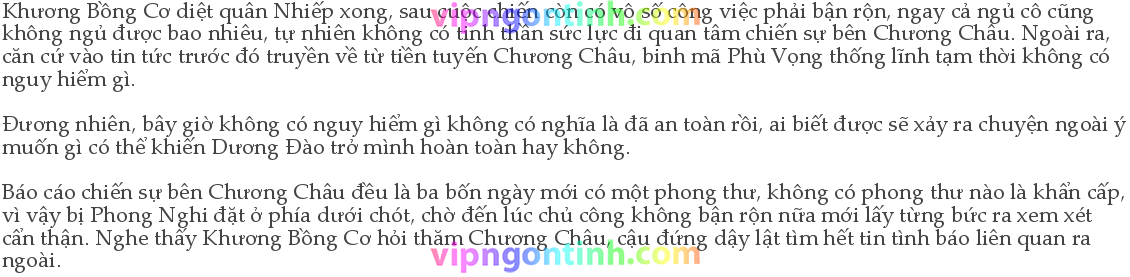 Khương Bồng Cơ diệt quân Nhiếp xong, sau cuộc chiến còn có vô số công việc phải bận rộn, ngay cả ngủ cô cũng
không ngủ được bao nhiêu, tự nhiên không có tinh thần sức lực đi quan tâm chiến sự bên Chương Châu. Ngoài ra,
căn cứ vào tin tức trước đó truyền về từ tiền tuyến Chương Châu, binh mã Phù Vọng thống lĩnh tạm thời không có
nguy hiểm gì.
Đương nhiên, bây giờ không có nguy hiểm gì không có nghĩa là đã an toàn rồi, ai biết được sẽ xảy ra chuyện ngoài ý
muốn gì có thể khiến Dương Đào trở mình hoàn toàn hay không.
Báo cáo chiến sự bên Chương Châu đều là ba bốn ngày mới có một phong thư, không có phong thư nào là khẩn cấp,
vì vậy bị Phong Nghi đặt ở phía dưới chót, chờ đến lúc chủ công không bận rộn nữa mới lấy từng bức ra xem xét
cẩn thận. Nghe thấy Khương Bồng Cơ hỏi thăm Chương Châu, cậu đứng dậy lật tìm hết tin tình báo liên quan ra
ngoài.
vipngontinh.com
vipngontinh.com
vipngontinh.com